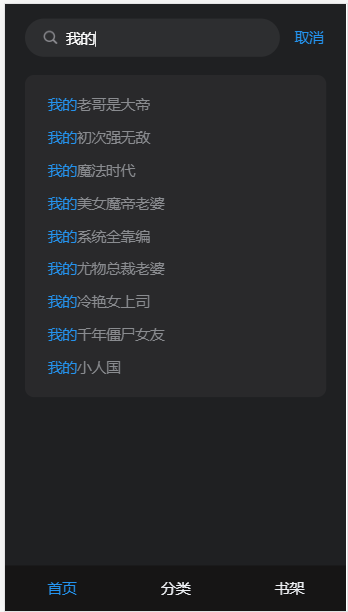 我的 取消
我的老哥是大帝
我的初次强无敌
我的魔法时代
我的美女魔帝老婆
我的系统全靠编
我的尤物总裁老婆
我的冷艳女上司
我的千年僵尸女友
我的小人国
首页 分类 书架